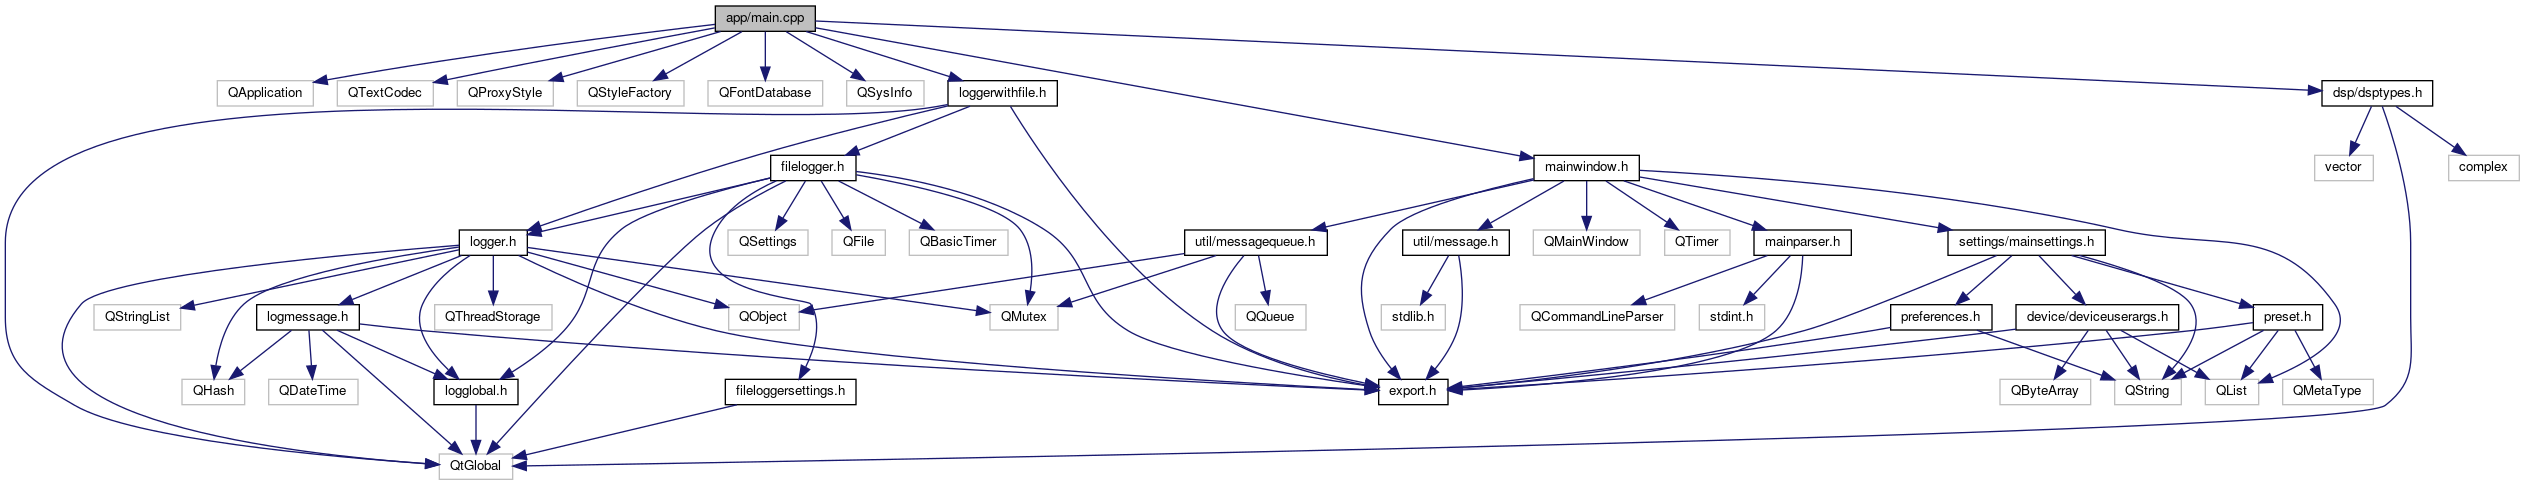 app/main.cpp
QApplication
QTextCodec
QProxyStyle
QStyleFactory
QFontDatabase
QSysInfo
loggerwithfile.h
dsp/dsptypes.h
filelogger.h
mainwindow.h
vector
complex
logger.h
QSettings
QFile
QBasicTimer
util/messagequeue.h
util/message.h
QMainWindow
QTimer
mainparser.h
settings/mainsettings.h
QStringList
logmessage.h
QThreadStorage
QObject
QMutex
QQueue
stdlib.h
QCommandLineParser
stdint.h
preferences.h
device/deviceuserargs.h
preset.h
QHash
QDateTime
logglobal.h
fileloggersettings.h
export.h
QByteArray
QString
QList
QMetaType
QtGlobal